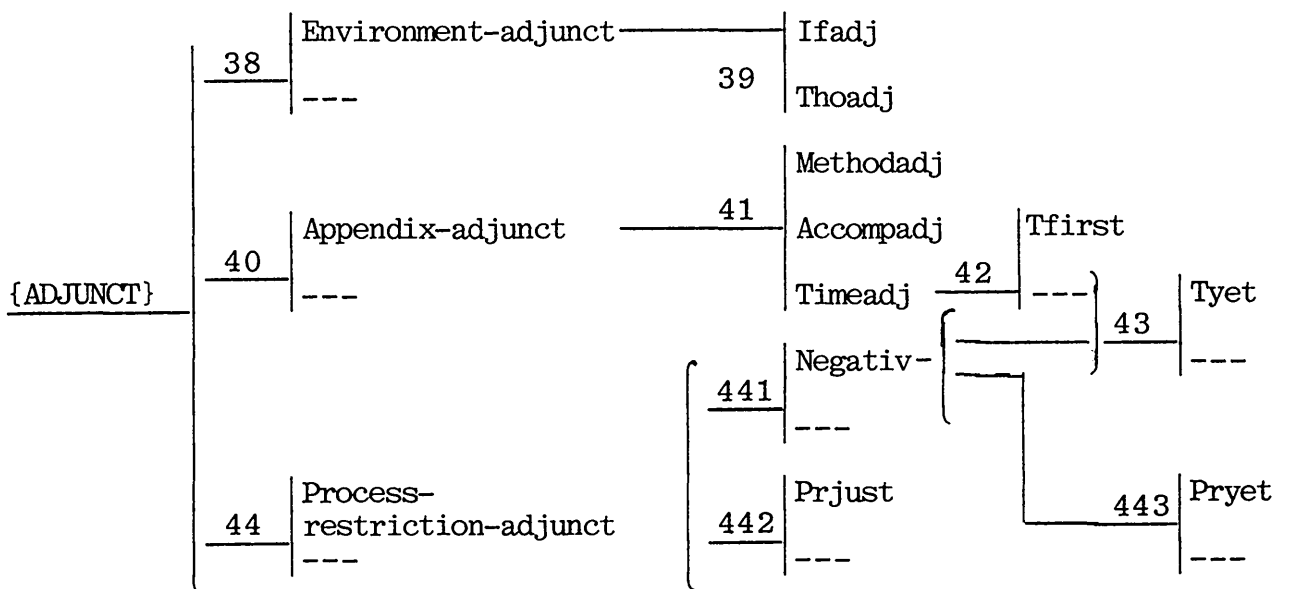 Environment-adjunct
Ifadj
38
39
---
Thoadj
Methodadj
41
Appendix-adjunct
Accompadj
Tfirst
40
42
{ADJUNCT}
---
Timeadj
---
Tyet
43
Negativ-
441
---
---
Process-
restriction-adjunct
Prjust
Pryet
44
442
443
---
---
---